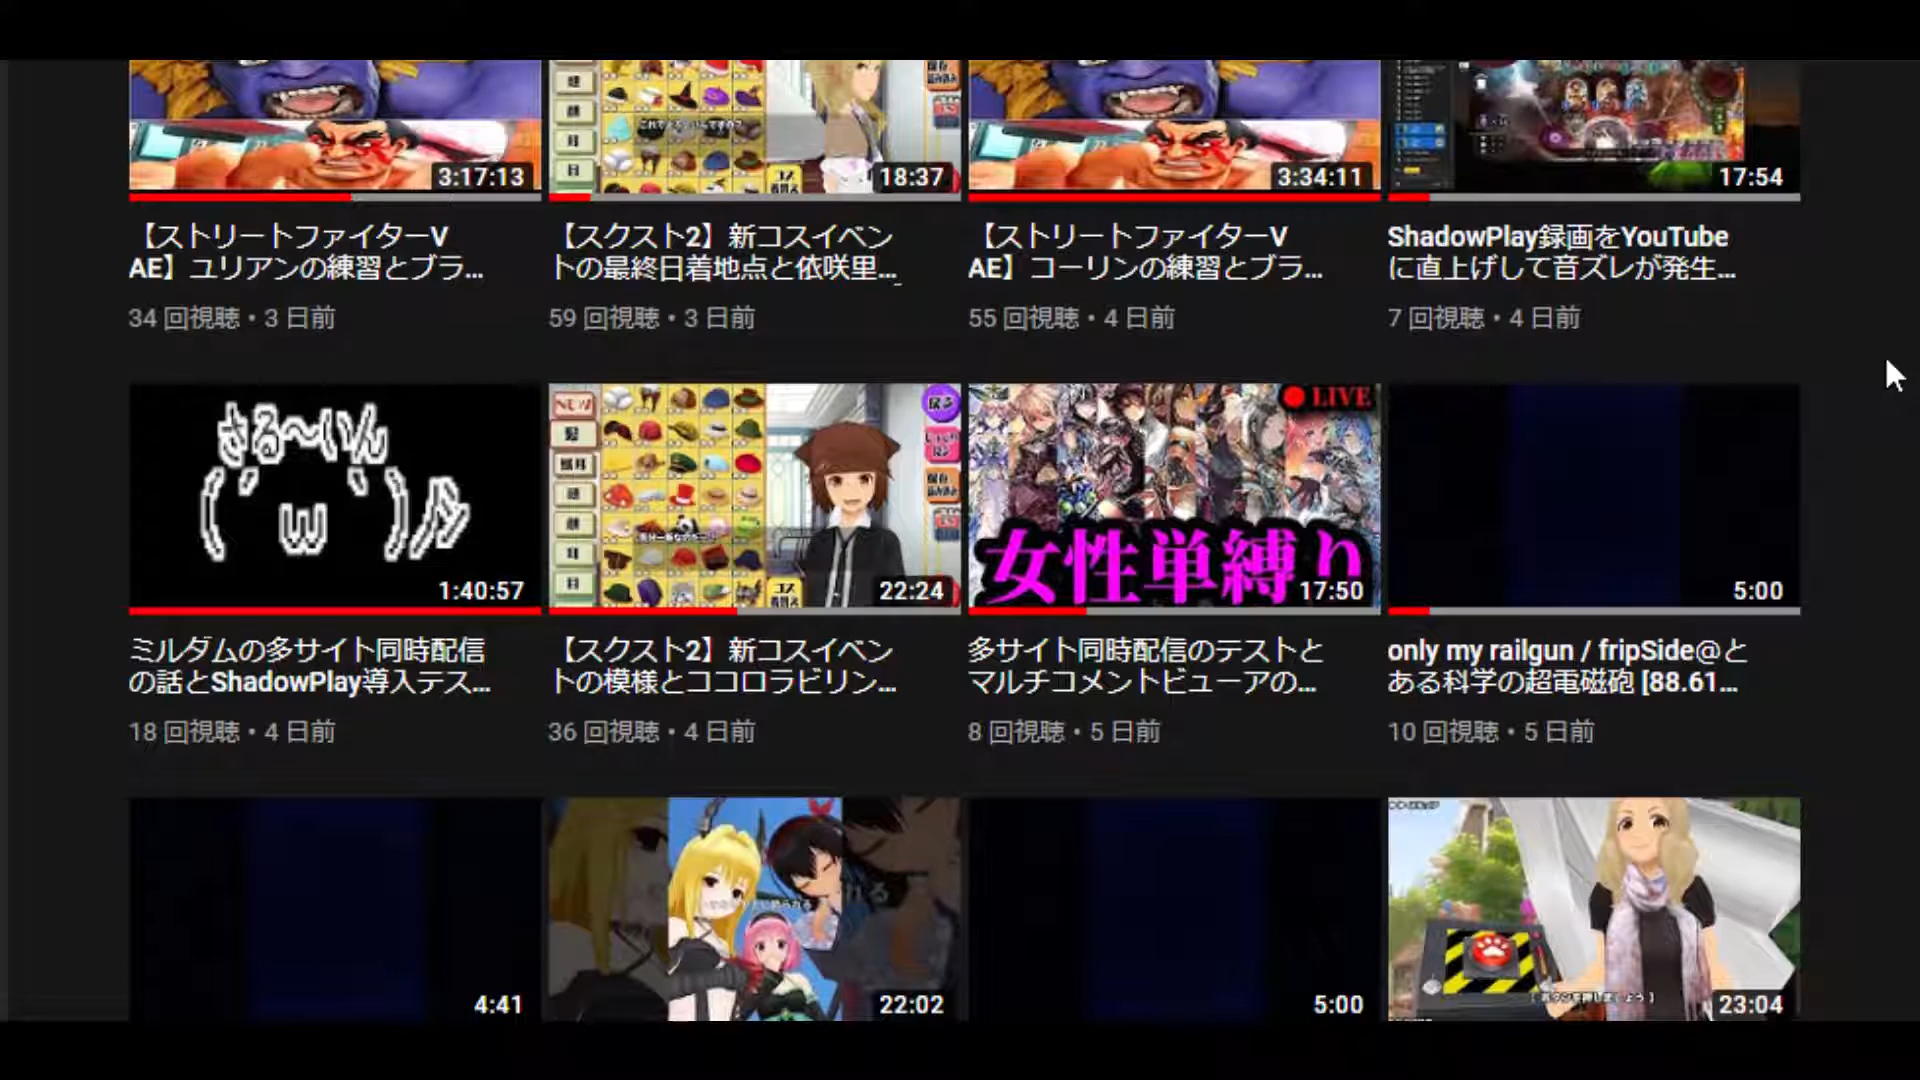 3:17:13
18:37
3:34:11
17:54
【ストリートファイターV
AE】ユリアンの練習とブラ...
34 回視聴・3 日前
【スクスト2】新コスイベン
トの最終日着地点と依咲里...
59 回視聴・3 日前
【ストリートファイターV
AE】コーリンの練習とブラ...
55 回視聴・4 日前
ShadowPlay録画をYouTube
に直上げして音ズレが発生...
7 回視聴・4 日前
さる～いん
(´・ω・`)ノシ
1:40:57
NEW
髪
戻る
コス
22:24
LIVE
女性単縛り
17:50
5:00
ミルダムの多サイト同時配信
の話とShadowPlay導入テス...
18 回視聴・4 日前
【スクスト2】新コスイベン
トの模様とココロラビリン...
36 回視聴・4 日前
多サイト同時配信のテストと
マルチコメントビューアの...
8 回視聴・5 日前
only my railgun / fripSide@と
ある科学の超電磁砲 [88.61...
10 回視聴・5 日前
4:41
22:02
5:00
23:04